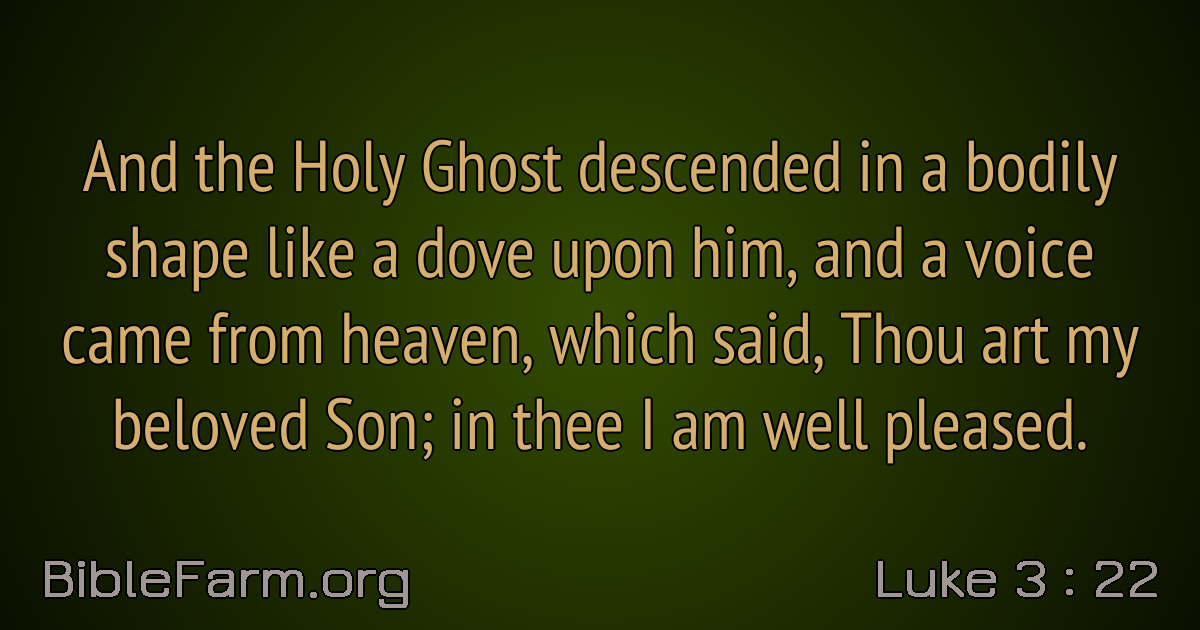 And the Holy Ghost descended in a bodily
shape like a dove upon him, and a voice
came from heaven, which said, Thou art my
beloved Son; in thee I am well pleased.
BibleFarm.org
Luke 3 : 22